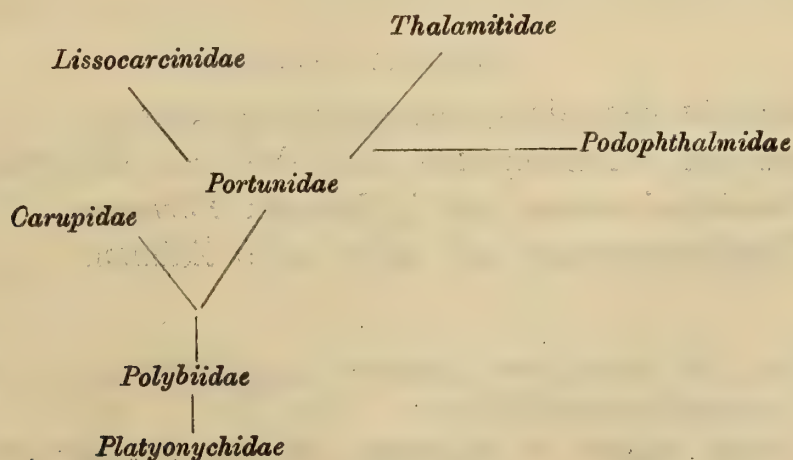 Thalamitidae
Lissocarcinidae
Podophthalmidae
Portunidae
Carupidae
Polybiidae
Platyonychidae